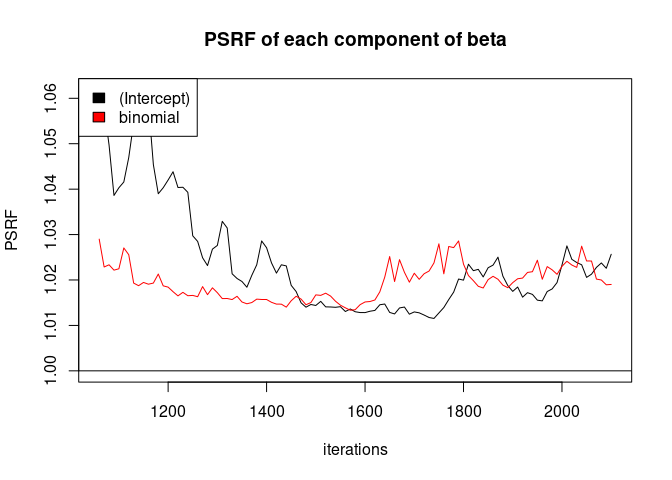 PSRF of each component of beta
(Intercept)
binomial
PSRF
1.06
1.05
1.04
1.03
1.02
1.01
1.00
1200 1400 1600 1800 2000
iterations